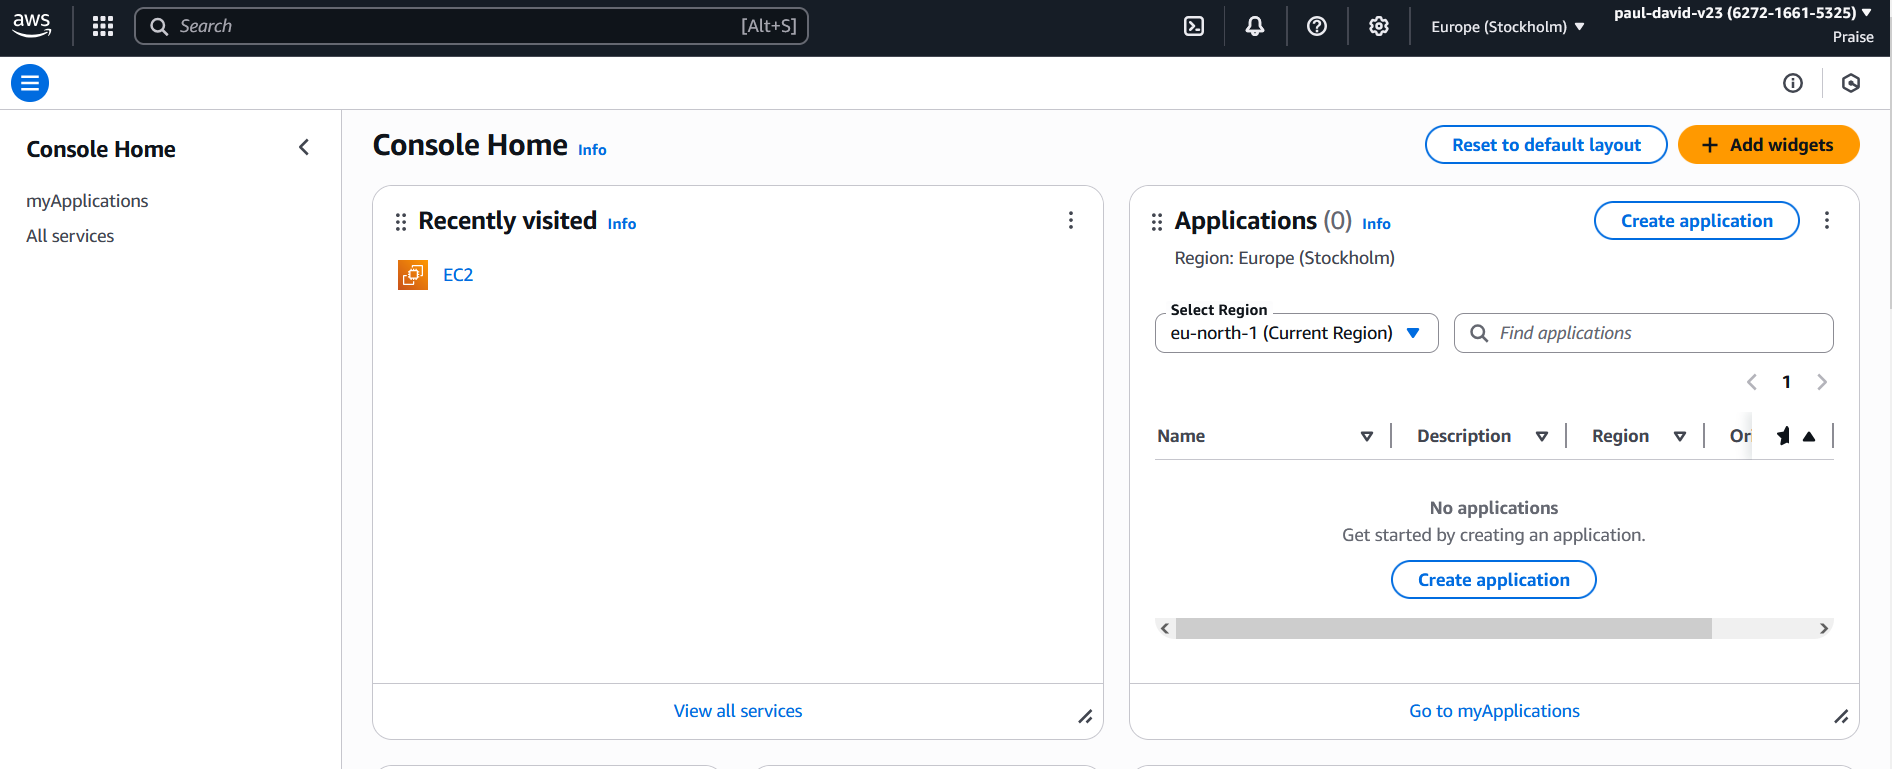 aws
Search [Alt+S]
Europe (Stockholm)
paul-david-v23 (6272-1661-5325)
Praise
Console Home
myApplications
All services
Console Home Info
Reset to default layout
+ Add widgets
Recently visited Info
EC2
View all services
Applications (0) Info
Create application
Region: Europe (Stockholm)
Select Region
eu-north-1 (Current Region)
Find applications
1
Name Description Region Or
No applications
Get started by creating an application.
Create application
Go to myApplications